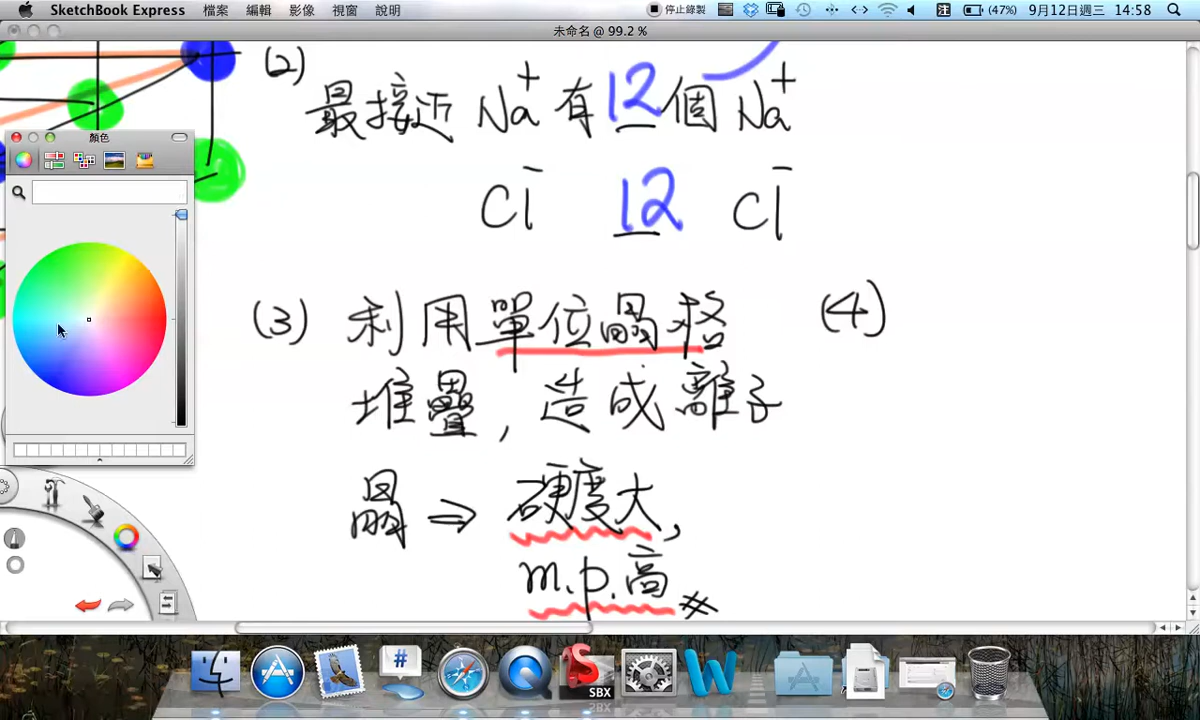 SketchBook Express 檔案 編輯 影像 視窗 說明 停止錄製 注 (47%) 9月12日週三 14:58
未命名 @ 99.2 %
(2)
最接近 Na+ 有 12 個 Na+
Cl- 12 Cl-
顏色
(3) 利用單位晶格 (4)
堆疊, 造成離子
晶 ⇒ 硬度大,
m.p.高
#
SBX
W